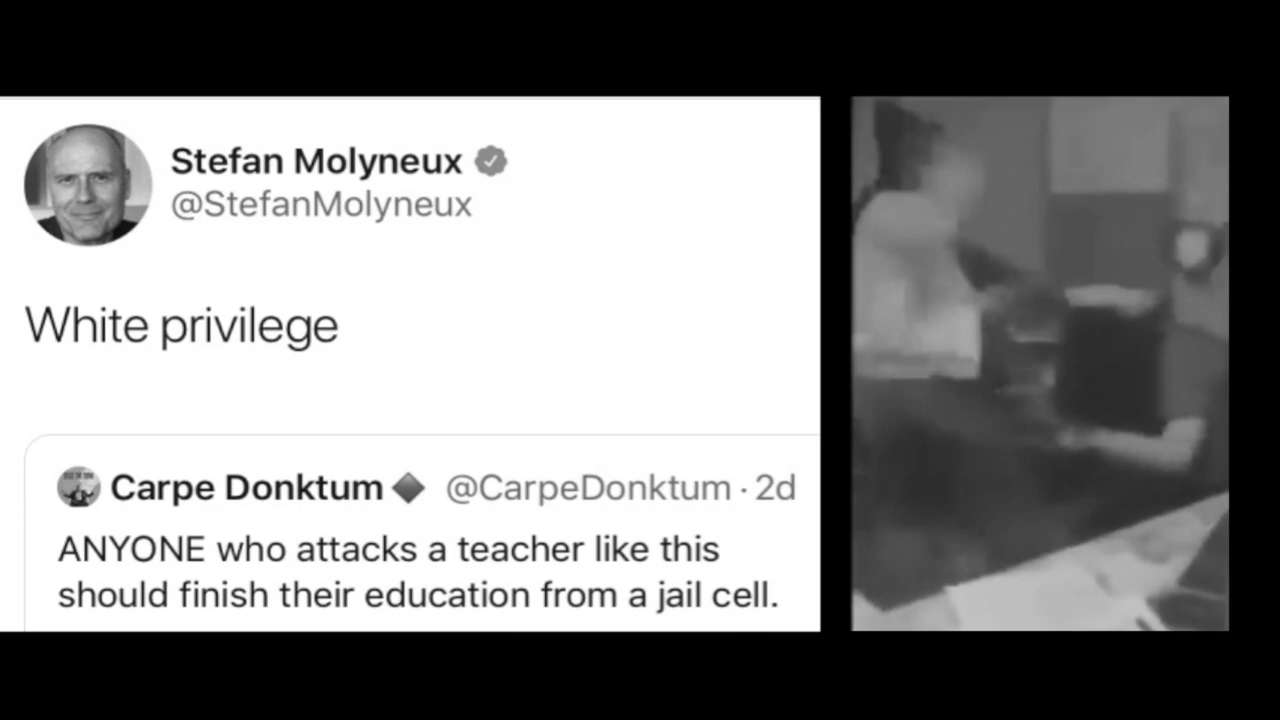 Stefan Molyneux
@StefanMolyneux
White privilege
Carpe Donktum @CarpeDonktum · 2d
ANYONE who attacks a teacher like this
should finish their education from a jail cell.